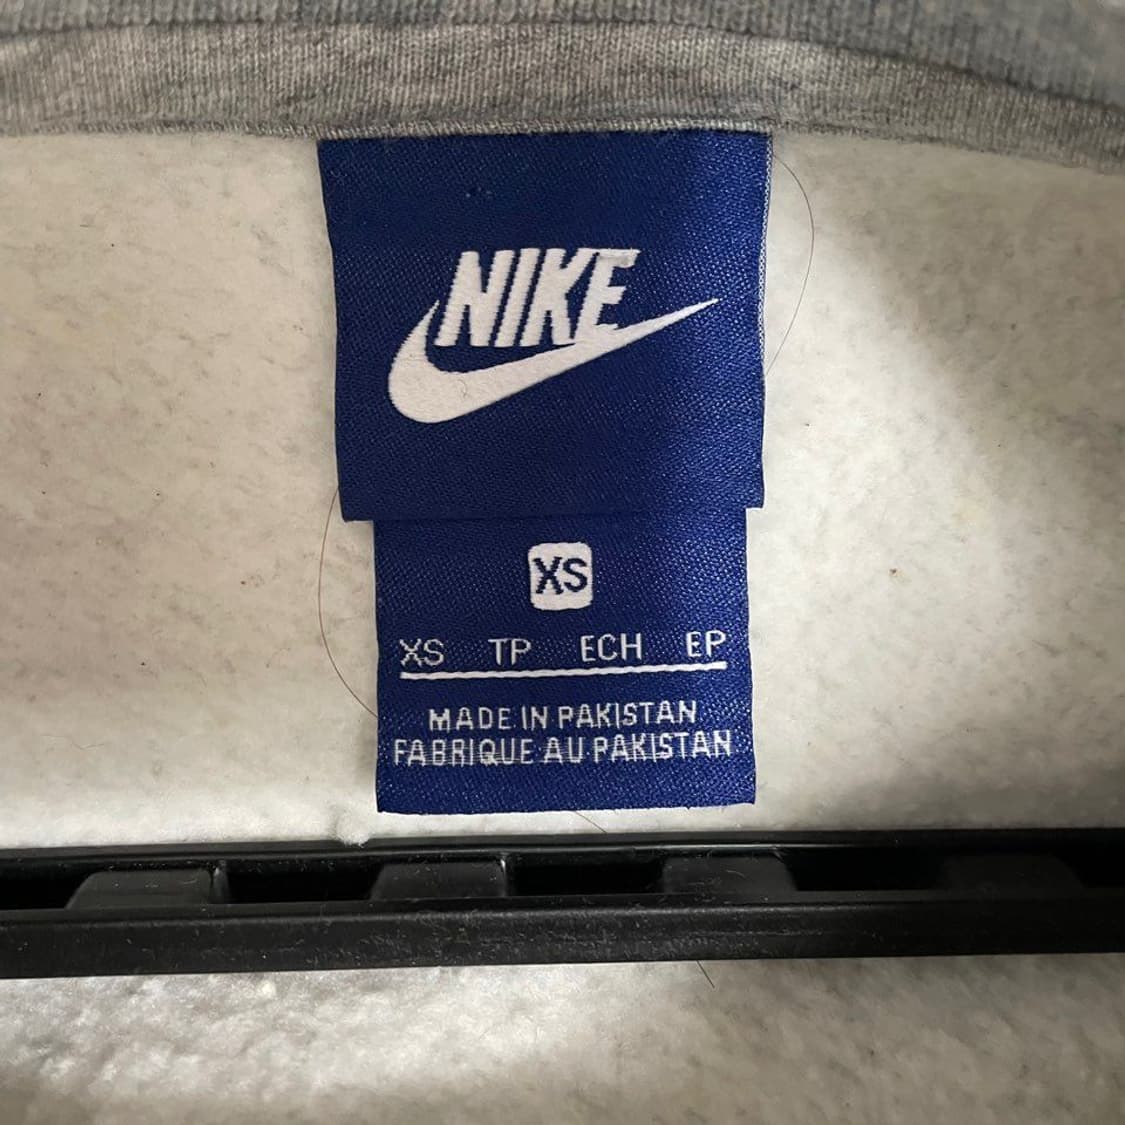 NIKE
XS
XS TP ECH EP
MADE IN PAKISTAN
FABRIQUE AU PAKISTAN